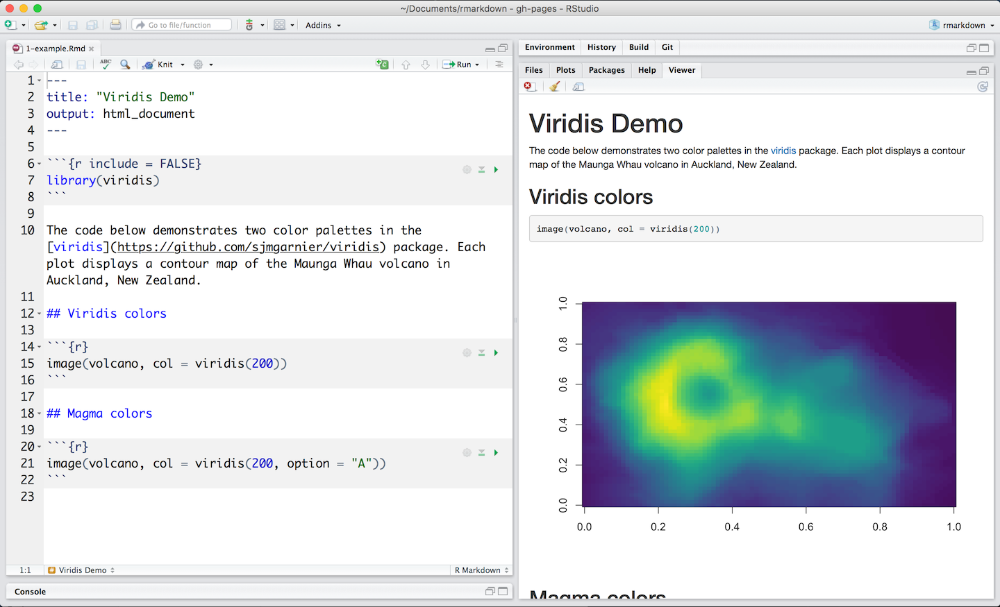 ~/Documents/rmarkdown - gh-pages - RStudio
Go to file/function
Addins
rmarkdown
1-example.Rmd
ABC
Knit
Run
1 ---
2 title: "Viridis Demo"
3 output: html_document
4 ---
5
6 ```{r include = FALSE}
7 library(viridis)
8 ```
9
10 The code below demonstrates two color palettes in the
[viridis](https://github.com/sjmgarnier/viridis) package. Each
plot displays a contour map of the Maunga Whau volcano in
Auckland, New Zealand.
11
12 ## Viridis colors
13
14 ```{r}
15 image(volcano, col = viridis(200))
16 ```
17
18 ## Magma colors
19
20 ```{r}
21 image(volcano, col = viridis(200, option = "A"))
22 ```
23
1:1
# Viridis Demo
R Markdown
Console
Environment History Build Git
Files Plots Packages Help Viewer
Viridis Demo
The code below demonstrates two color palettes in the viridis package. Each plot displays a contour
map of the Maunga Whau volcano in Auckland, New Zealand.
Viridis colors
image(volcano, col = viridis(200))
1.0
0.8
0.6
0.4
0.2
0.0
0.0 0.2 0.4 0.6 0.8 1.0
Magma colors